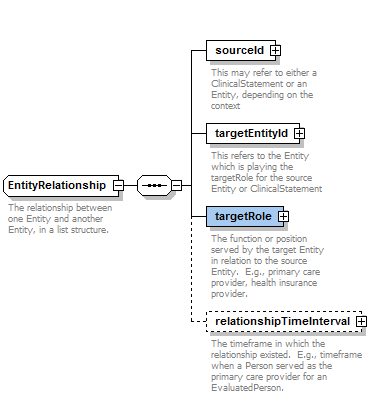 sourceId
This may refer to either a
ClinicalStatement or an
Entity, depending on the
context
targetEntityId
This refers to the Entity
which is playing the
targetRole for the source
Entity or ClinicalStatement
EntityRelationship
The relationship between
one Entity and another
Entity, in a list structure.
targetRole
The function or position
served by the target Entity
in relation to the source
Entity.  E.g., primary care
provider, health insurance
provider.
relationshipTimeInterval
The timeframe in which the
relationship existed.  E.g., timeframe
when a Person served as the
primary care provider for an
EvaluatedPerson.